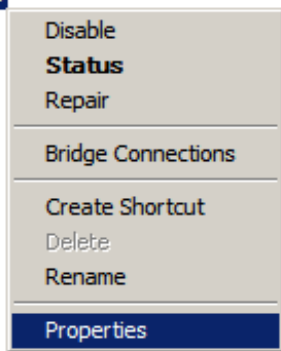 Disable
Status
Repair
Bridge Connections
Create Shortcut
Delete
Rename
Properties